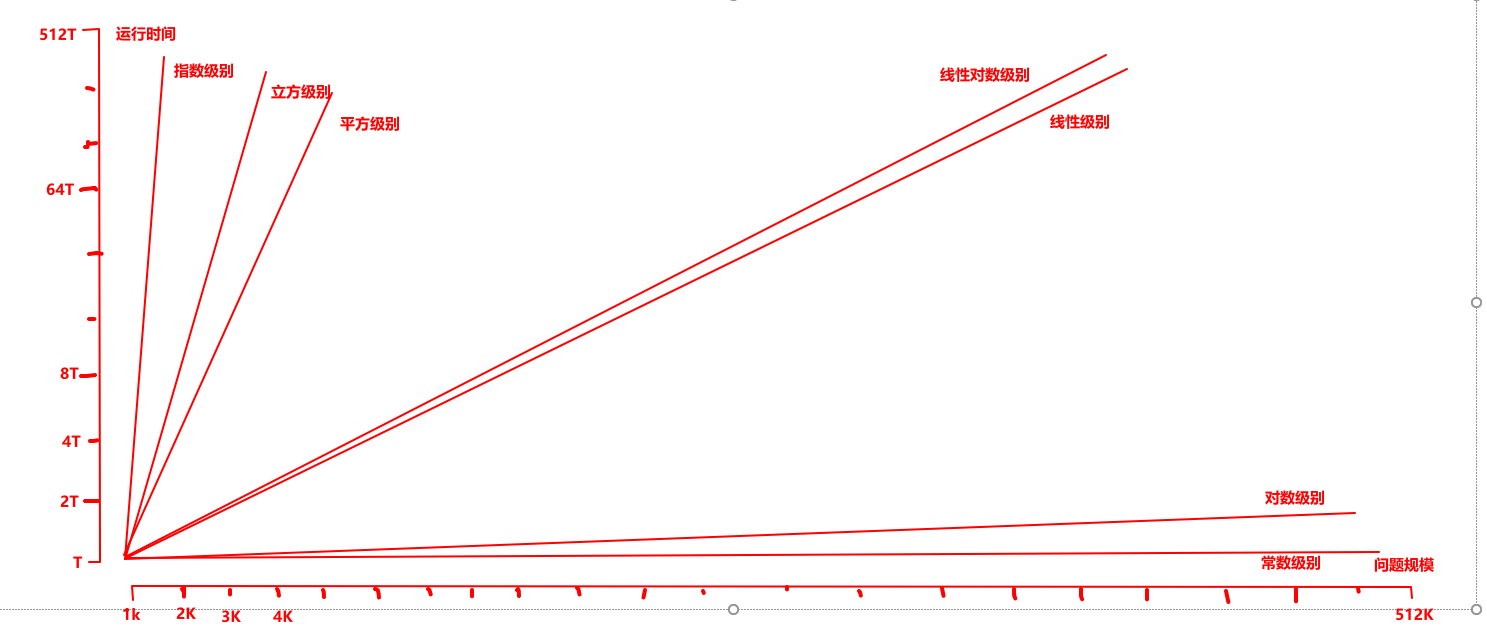 512T
运行时间
指数级别
立方级别
平方级别
线性对数级别
线性级别
64T
8T
4T
2T
T
对数级别
常数级别
问题规模
1k
2K
3K
4K
512K